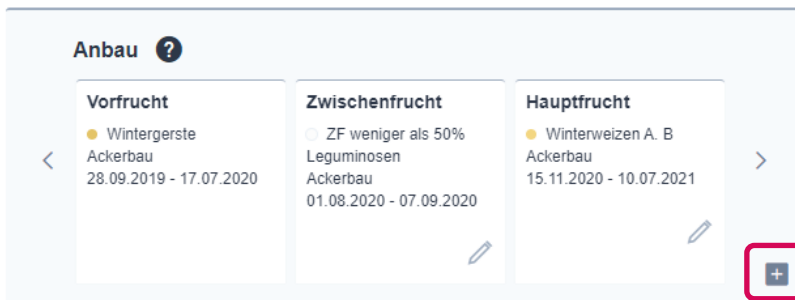 Anbau ?
Vorfrucht
Wintergerste
Ackerbau
28.09.2019 - 17.07.2020
Zwischenfrucht
ZF weniger als 50%
Leguminosen
Ackerbau
01.08.2020 - 07.09.2020
Hauptfrucht
Winterweizen A. B
Ackerbau
15.11.2020 - 10.07.2021